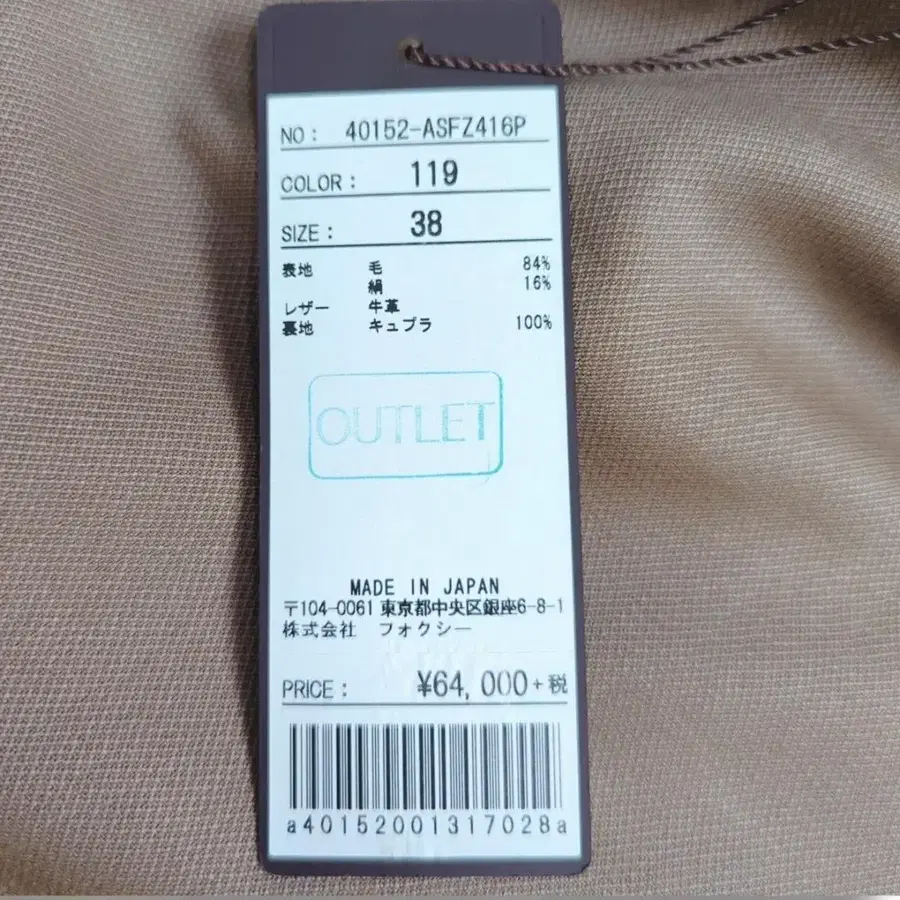 NO : 40152-ASFZ416P
COLOR : 119
SIZE : 38
表地 毛 84%
絹 16%
レザー 牛革
裏地 キュプラ 100%
OUTLET
MADE IN JAPAN
〒104-0061 東京都中央区銀座6-8-1
株式会社 フォクシー
PRICE : ¥64,000+税
a40152001317028a